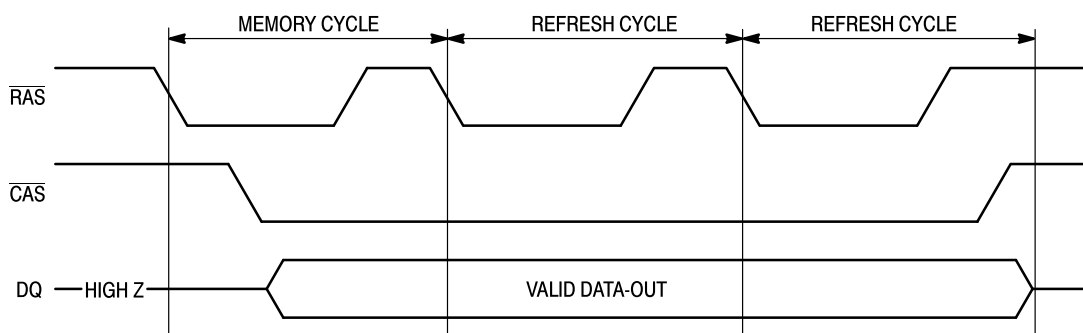 MEMORY CYCLE REFRESH CYCLE REFRESH CYCLE
RAS
CAS
DQ HIGH Z VALID DATA-OUT